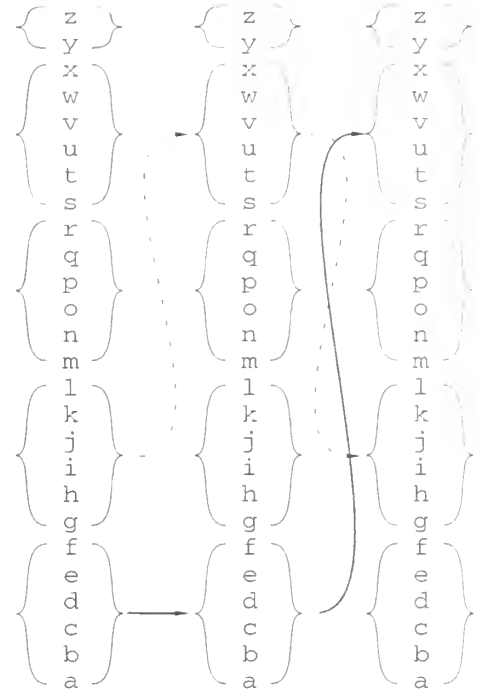 z z z
y y y
x x x
w w w
v v v
u u u
t t t
s s s
r r r
q q q
p p p
o o o
n n n
m m m
l l l
k k k
j j j
i i i
h h h
g g g
f f f
e e e
d d d
c c c
b b b
a a a